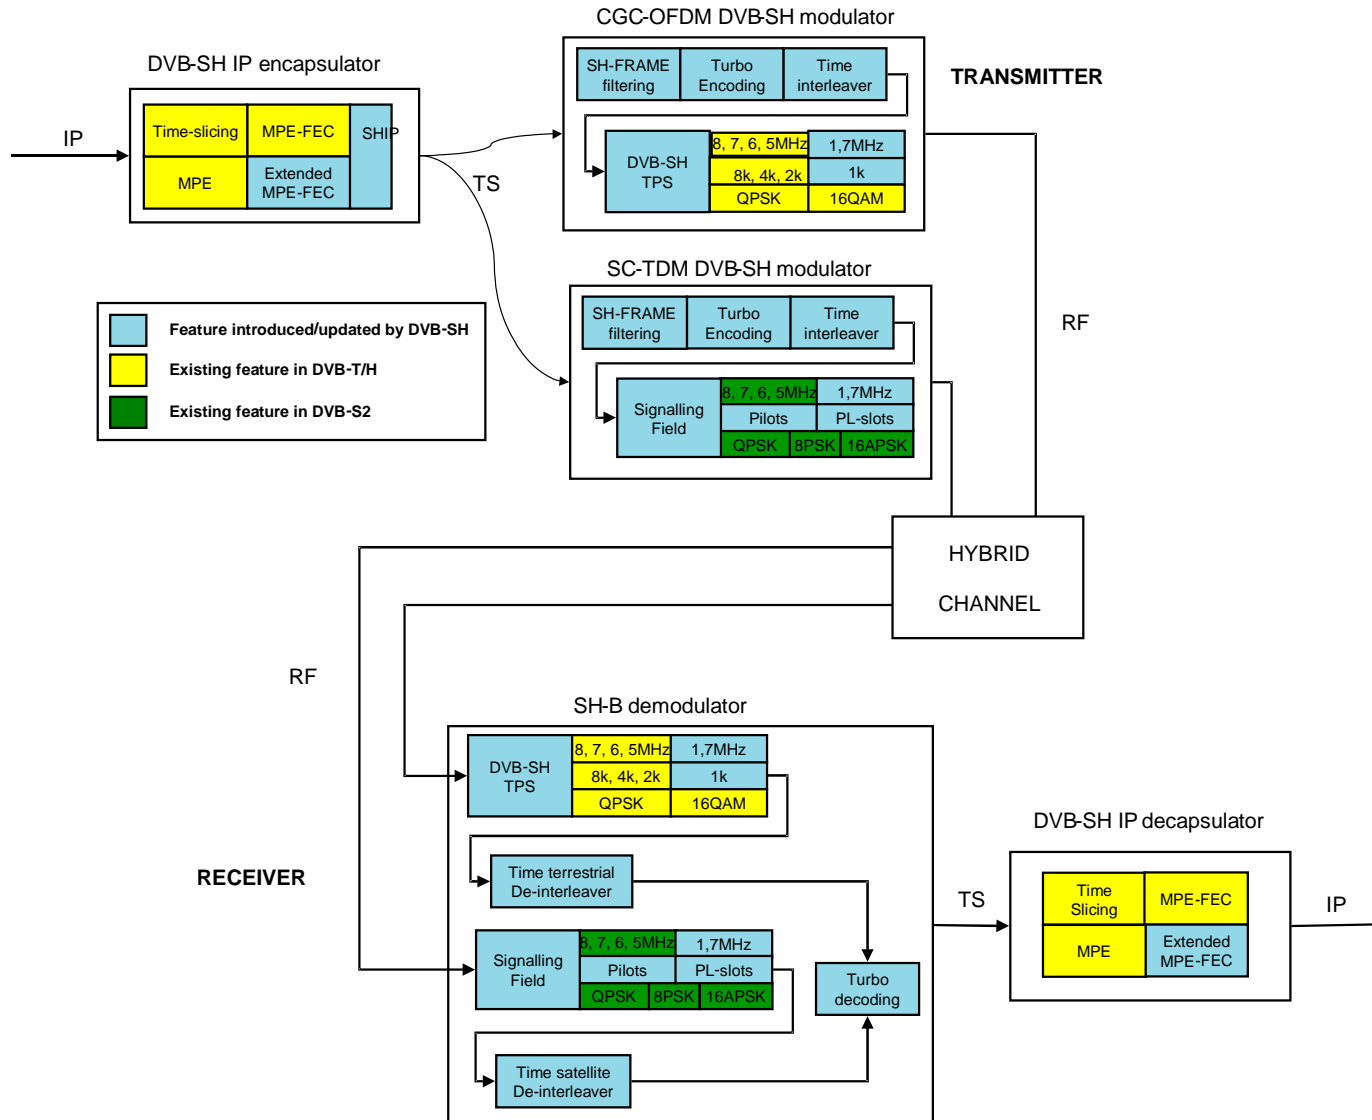 CGC-OFDM DVB-SH modulator
DVB-SH IP encapsulator
TRANSMITTER
SH-FRAME
filtering
Turbo
Encoding
Time
interleaver
IP
Time-slicing
MPE-FEC
SHIP
MPE
Extended
MPE-FEC
TS
DVB-SH
TPS
8, 7, 6, 5MHz
1,7MHz
8k, 4k, 2k
1k
QPSK
16QAM
SC-TDM DVB-SH modulator
SH-FRAME
filtering
Turbo
Encoding
Time
interleaver
RF
Feature introduced/updated by DVB-SH
Existing feature in DVB-T/H
Existing feature in DVB-S2
Signalling
Field
8, 7, 6, 5MHz
1,7MHz
Pilots
PL-slots
QPSK
8PSK
16APSK
HYBRID
CHANNEL
RF
SH-B demodulator
DVB-SH
TPS
8, 7, 6, 5MHz
1,7MHz
8k, 4k, 2k
1k
QPSK
16QAM
DVB-SH IP decapsulator
RECEIVER
Time terrestrial
De-interleaver
TS
Time
Slicing
MPE-FEC
MPE
Extended
MPE-FEC
IP
Signalling
Field
8, 7, 6, 5MHz
1,7MHz
Pilots
PL-slots
QPSK
8PSK
16APSK
Turbo
decoding
Time satellite
De-interleaver